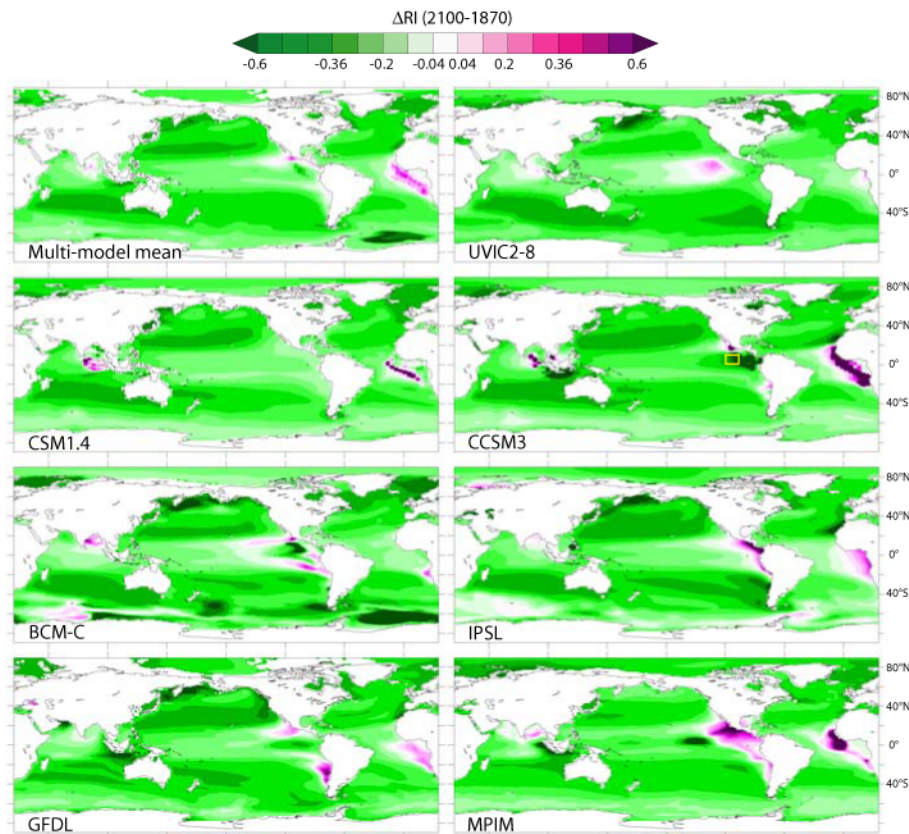 ΔRI (2100-1870)
-0.6 -0.36 -0.2 -0.04 0.04 0.2 0.36 0.6
80°N
40°N
0°
40°S
Multi-model mean
UVIC2-8
80°N
40°N
0°
40°S
CSM1.4
CCSM3
80°N
40°N
0°
40°S
BCM-C
IPSL
80°N
40°N
0°
40°S
GFDL
MPIM